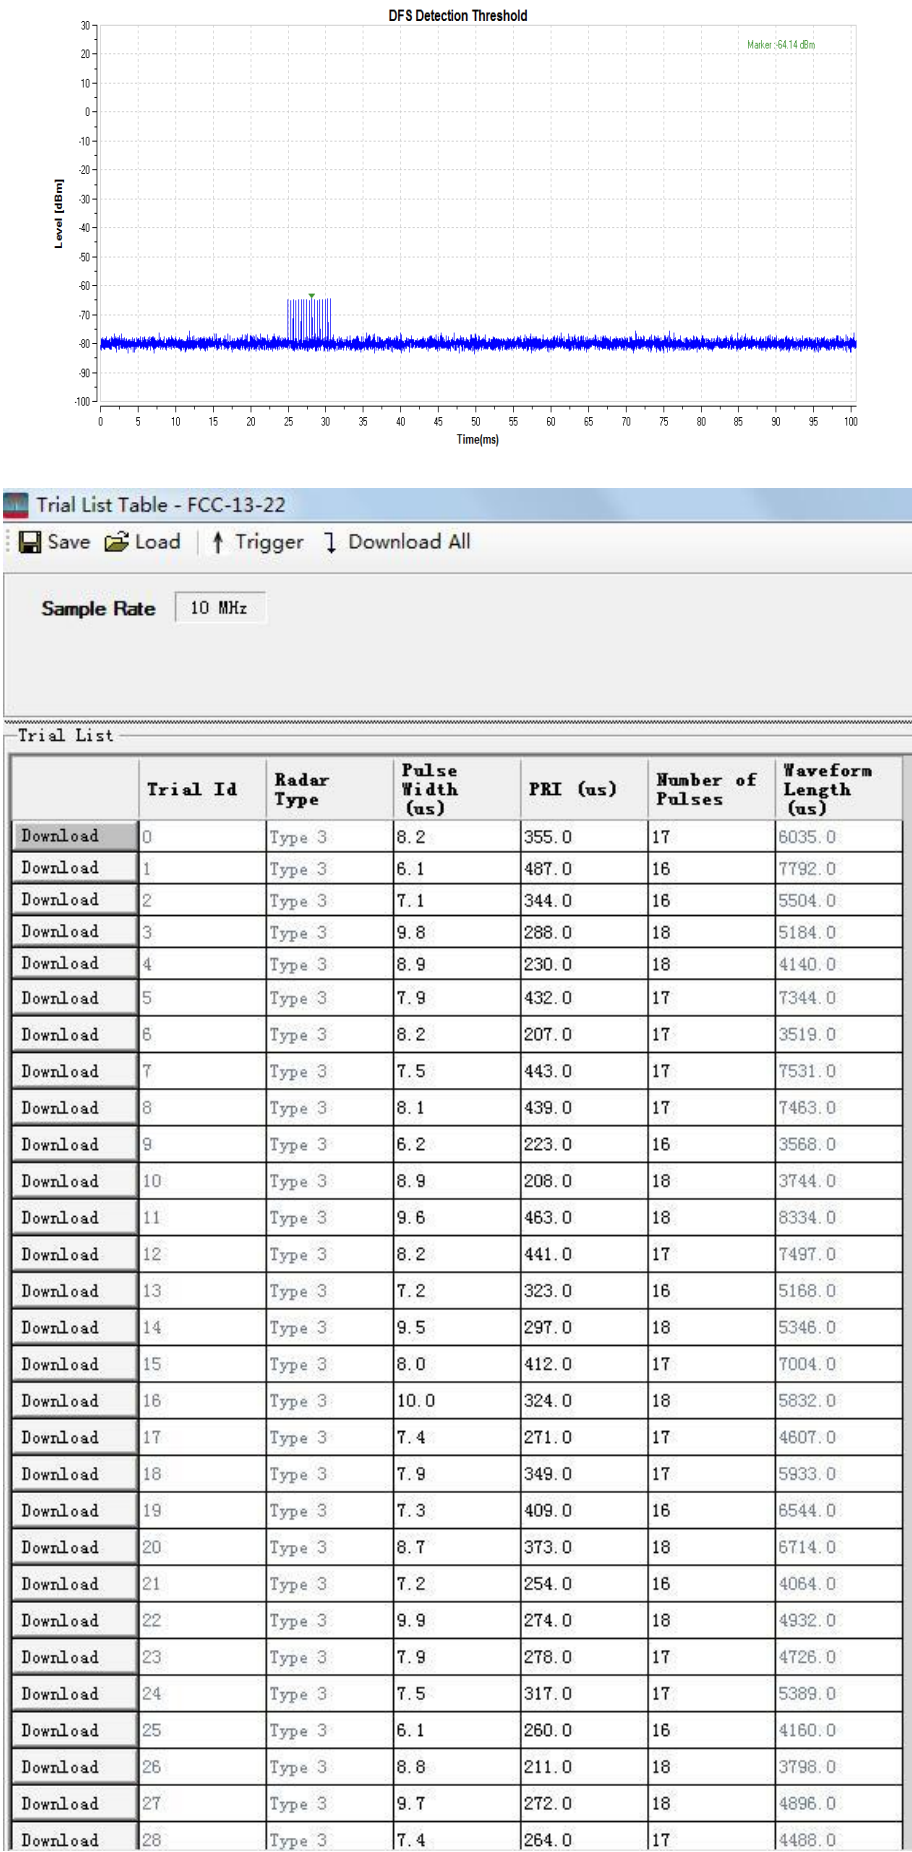 DFS Detection Threshold
Marker :-64.14 dBm
30
20
10
0
-10
-20
-30
-40
-50
-60
-70
-80
-90
-100
Level [dBm]
0 5 10 15 20 25 30 35 40 45 50 55 60 65 70 75 80 85 90 95 100
Time(ms)
Trial List Table - FCC-13-22
Save Load Trigger Download All
Sample Rate 10 MHz
Trial List
Trial Id Radar Type Pulse Width (us) PRI (us) Number of Pulses Waveform Length (us)
Download 0 Type 3 8.2 355.0 17 6035.0
Download 1 Type 3 6.1 487.0 16 7792.0
Download 2 Type 3 7.1 344.0 16 5504.0
Download 3 Type 3 9.8 288.0 18 5184.0
Download 4 Type 3 8.9 230.0 18 4140.0
Download 5 Type 3 7.9 432.0 17 7344.0
Download 6 Type 3 8.2 207.0 17 3519.0
Download 7 Type 3 7.5 443.0 17 7531.0
Download 8 Type 3 8.1 439.0 17 7463.0
Download 9 Type 3 6.2 223.0 16 3568.0
Download 10 Type 3 8.9 208.0 18 3744.0
Download 11 Type 3 9.6 463.0 18 8334.0
Download 12 Type 3 8.2 441.0 17 7497.0
Download 13 Type 3 7.2 323.0 16 5168.0
Download 14 Type 3 9.5 297.0 18 5346.0
Download 15 Type 3 8.0 412.0 17 7004.0
Download 16 Type 3 10.0 324.0 18 5832.0
Download 17 Type 3 7.4 271.0 17 4607.0
Download 18 Type 3 7.9 349.0 17 5933.0
Download 19 Type 3 7.3 409.0 16 6544.0
Download 20 Type 3 8.7 373.0 18 6714.0
Download 21 Type 3 7.2 254.0 16 4064.0
Download 22 Type 3 9.9 274.0 18 4932.0
Download 23 Type 3 7.9 278.0 17 4726.0
Download 24 Type 3 7.5 317.0 17 5389.0
Download 25 Type 3 6.1 260.0 16 4160.0
Download 26 Type 3 8.8 211.0 18 3798.0
Download 27 Type 3 9.7 272.0 18 4896.0
Download 28 Type 3 7.4 264.0 17 4488.0